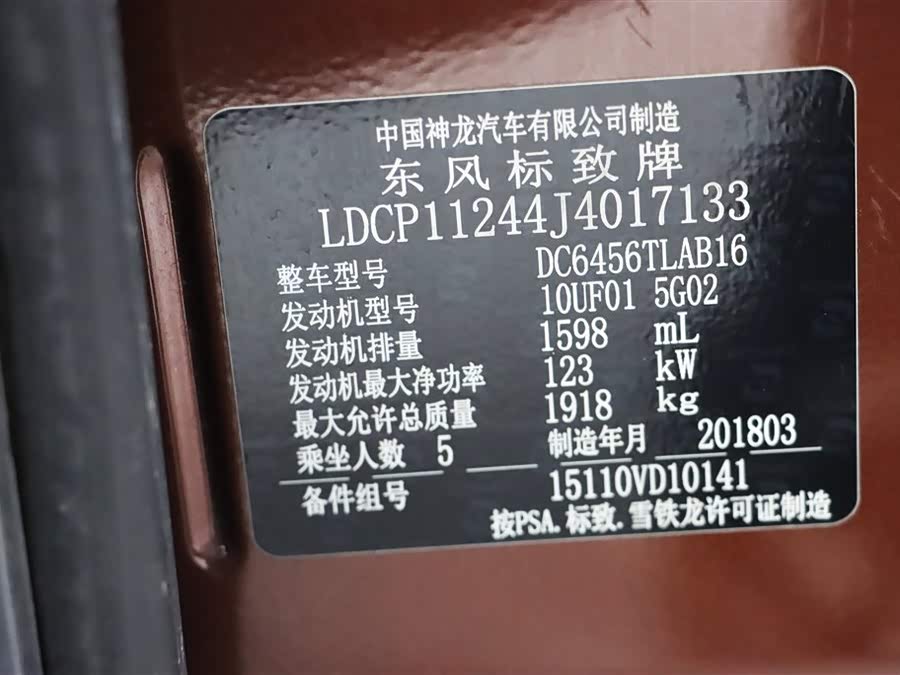 中国神龙汽车有限公司制造
东风标致牌
LDCP11244J4017133
整车型号 DC6456TLAB16
发动机型号 10UF01 5G02
发动机排量 1598 mL
发动机最大净功率 123 kW
最大允许总质量 1918 kg
乘坐人数 5 制造年月 201803
备件组号 15110VD10141
按PSA.标致.雪铁龙许可证制造